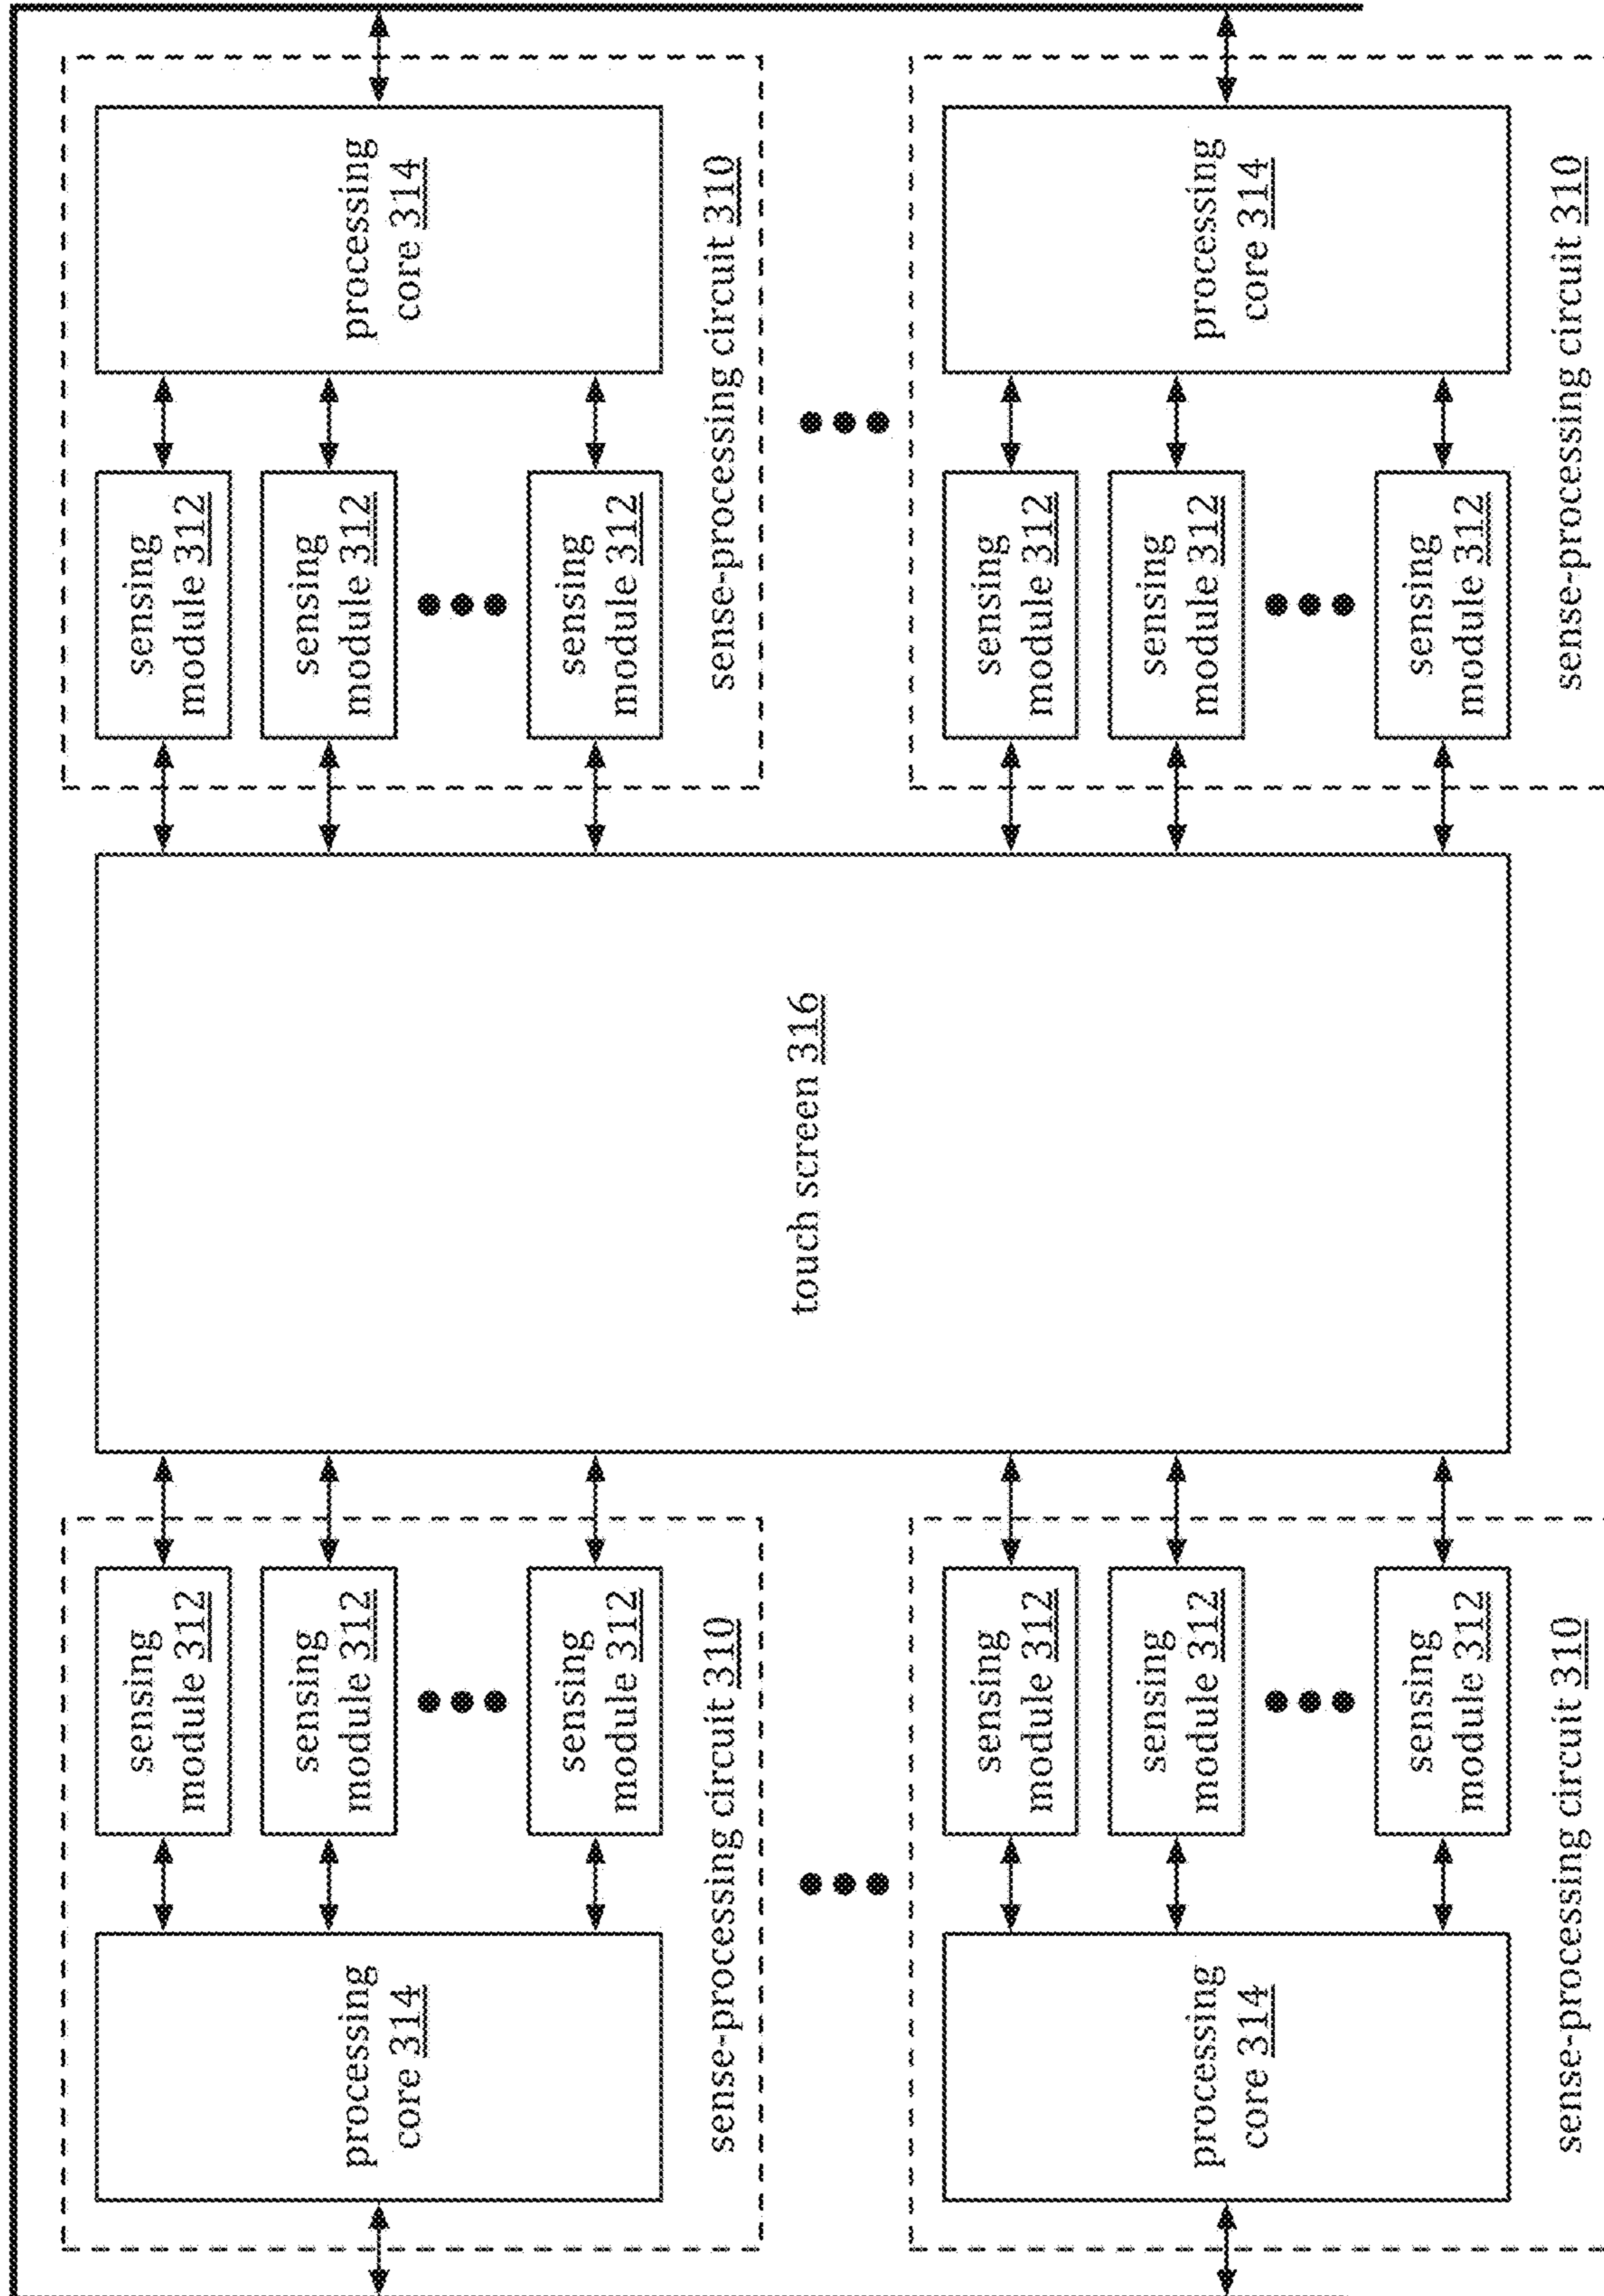 processing
core 314
sensing
module 312
sensing
module 312
sensing
module 312
sense-processing circuit 310
sensing
module 312
sensing
module 312
sensing
module 312
processing
core 314
sense-processing circuit 310
touch screen 316
processing
core 314
sensing
module 312
sensing
module 312
sensing
module 312
sense-processing circuit 310
sensing
module 312
sensing
module 312
sensing
module 312
processing
core 314
sense-processing circuit 310